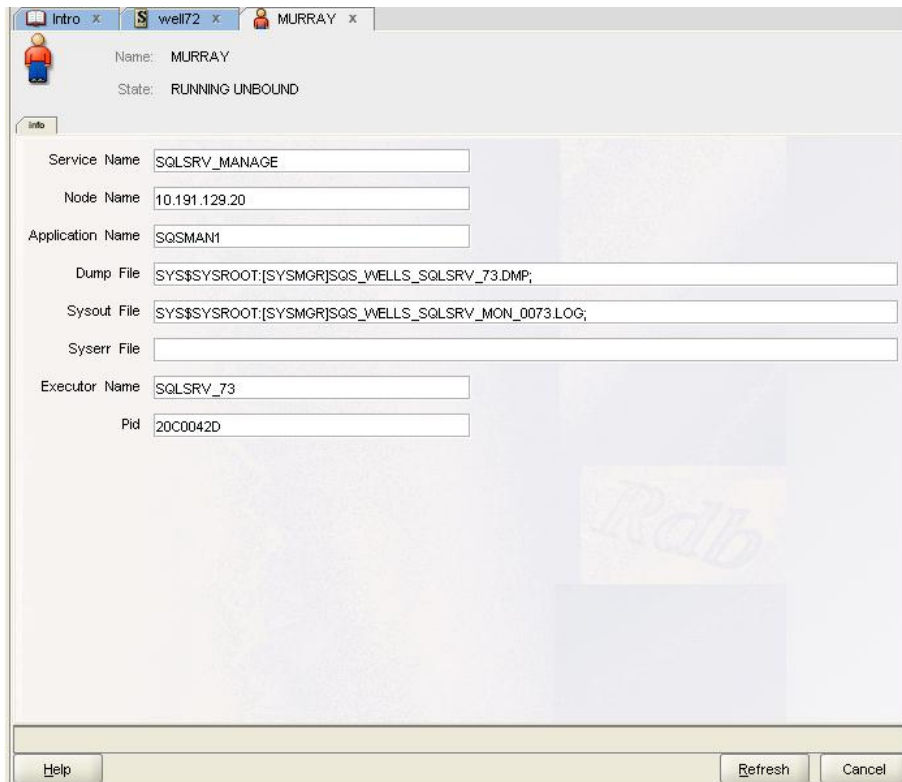 Intro x well72 x MURRAY x
Name: MURRAY
State: RUNNING UNBOUND
Info
Service Name SQLSRV_MANAGE
Node Name 10.191.129.20
Application Name SQSMAN1
Dump File SYS$SYSROOT:[SYSMGR]SQS_WELLS_SQLSRV_73.DMP;
Sysout File SYS$SYSROOT:[SYSMGR]SQS_WELLS_SQLSRV_MON_0073.LOG;
Syserr File
Executor Name SQLSRV_73
Pid 20C0042D
Rdb
Help Refresh Cancel